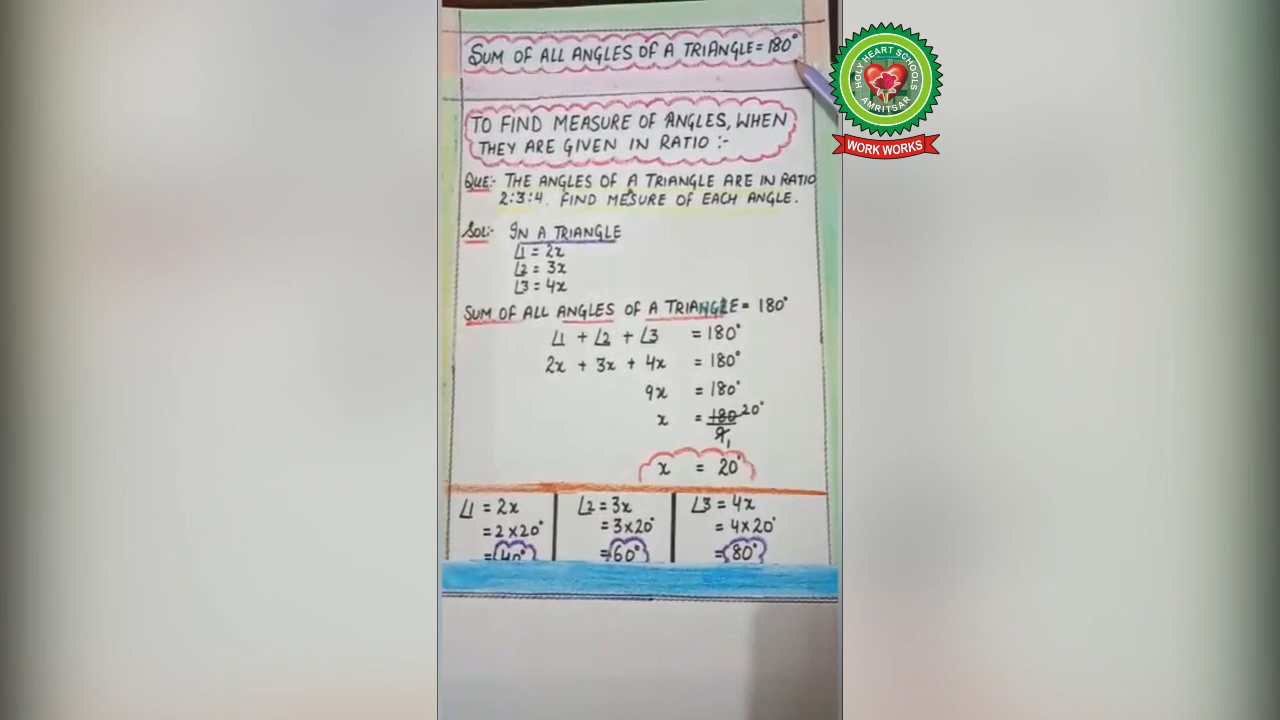 SUM OF ALL ANGLES OF A TRIANGLE = 180°
TO FIND MEASURE OF ANGLES, WHEN
THEY ARE GIVEN IN RATIO :-
QUE:- THE ANGLES OF A TRIANGLE ARE IN RATIO
2:3:4. FIND MESURE OF EACH ANGLE.
SOL:- IN A TRIANGLE
∠1 = 2x
∠2 = 3x
∠3 = 4x
SUM OF ALL ANGLES OF A TRIANGLE = 180°
∠1 + ∠2 + ∠3 = 180°
2x + 3x + 4x = 180°
9x = 180°
x = 180 20°
9 1
x = 20°
∠1 = 2x ∠2 = 3x ∠3 = 4x
= 2 × 20° = 3 × 20° = 4 × 20°
= 40° = 60° = 80°
HOLY HEART SCHOOLS
AMRITSAR
WORK WORKS